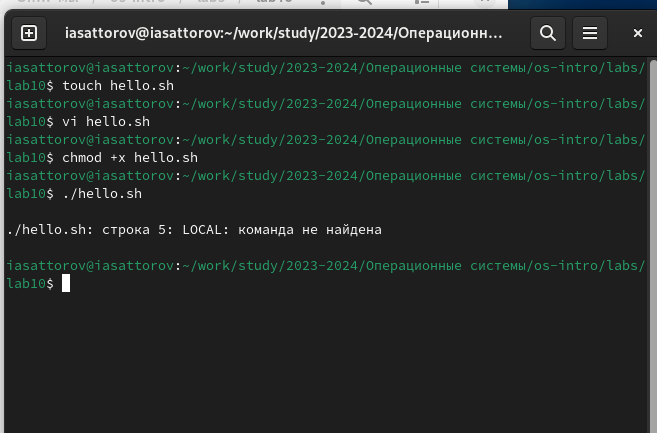 iasattorov@iasattorov:~/work/study/2023-2024/Операционн…
iasattorov@iasattorov:~/work/study/2023-2024/Операционные системы/os-intro/labs/
lab10$ touch hello.sh
iasattorov@iasattorov:~/work/study/2023-2024/Операционные системы/os-intro/labs/
lab10$ vi hello.sh
iasattorov@iasattorov:~/work/study/2023-2024/Операционные системы/os-intro/labs/
lab10$ chmod +x hello.sh
iasattorov@iasattorov:~/work/study/2023-2024/Операционные системы/os-intro/labs/
lab10$ ./hello.sh
./hello.sh: строка 5: LOCAL: команда не найдена
iasattorov@iasattorov:~/work/study/2023-2024/Операционные системы/os-intro/labs/
lab10$